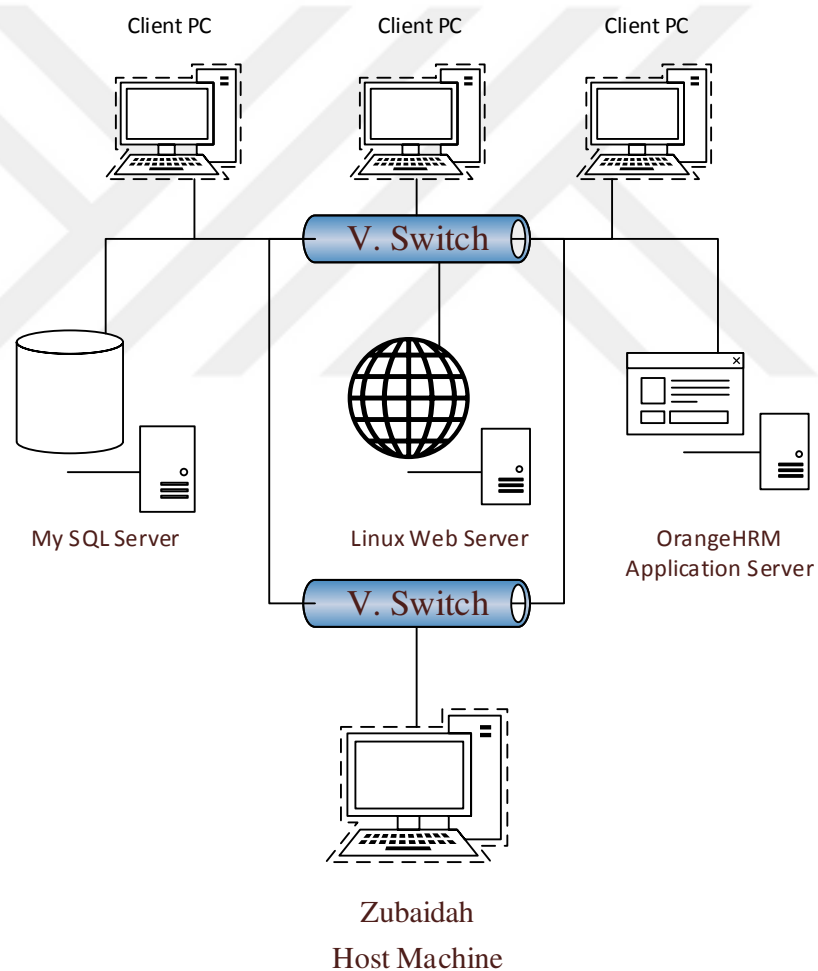 Client PC
Client PC
Client PC
V. Switch
My SQL Server
Linux Web Server
OrangeHRM
Application Server
V. Switch
Zubaidah
Host Machine